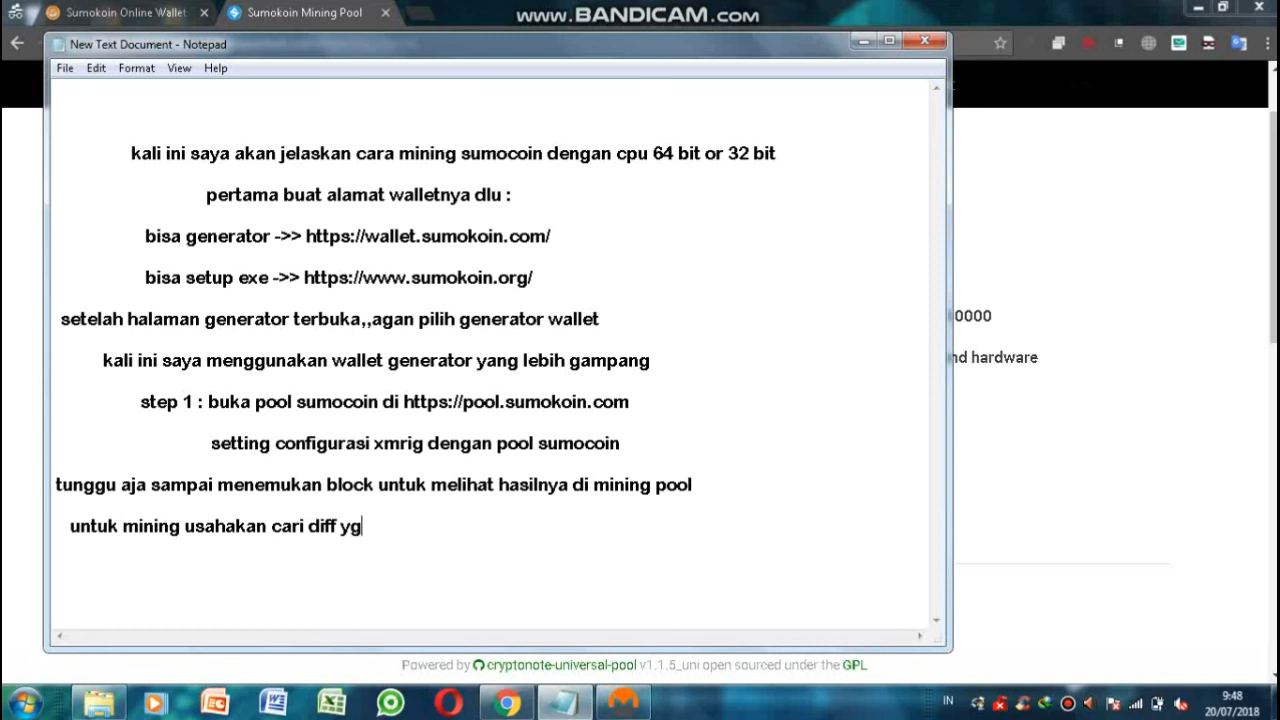 Sumokoin Online Wallet
Sumokoin Mining Pool
www.BANDICAM.com
New Text Document - Notepad
File Edit Format View Help
kali ini saya akan jelaskan cara mining sumocoin dengan cpu 64 bit or 32 bit
pertama buat alamat walletnya dlu :
bisa generator ->> https://wallet.sumokoin.com/
bisa setup exe ->> https://www.sumokoin.org/
setelah halaman generator terbuka,,agan pilih generator wallet
0000
kali ini saya menggunakan wallet generator yang lebih gampang
nd hardware
step 1 : buka pool sumocoin di https://pool.sumokoin.com
setting configurasi xmrig dengan pool sumocoin
tunggu aja sampai menemukan block untuk melihat hasilnya di mining pool
untuk mining usahakan cari diff yg
Powered by cryptonote-universal-pool v1.1.5_uni open sourced under the GPL
IN
9:48
20/07/2018